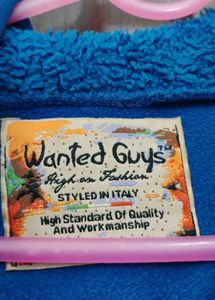 Wanted Guys™
High on Fashion
STYLED IN ITALY
High Standard Of Quality
And Workmanship